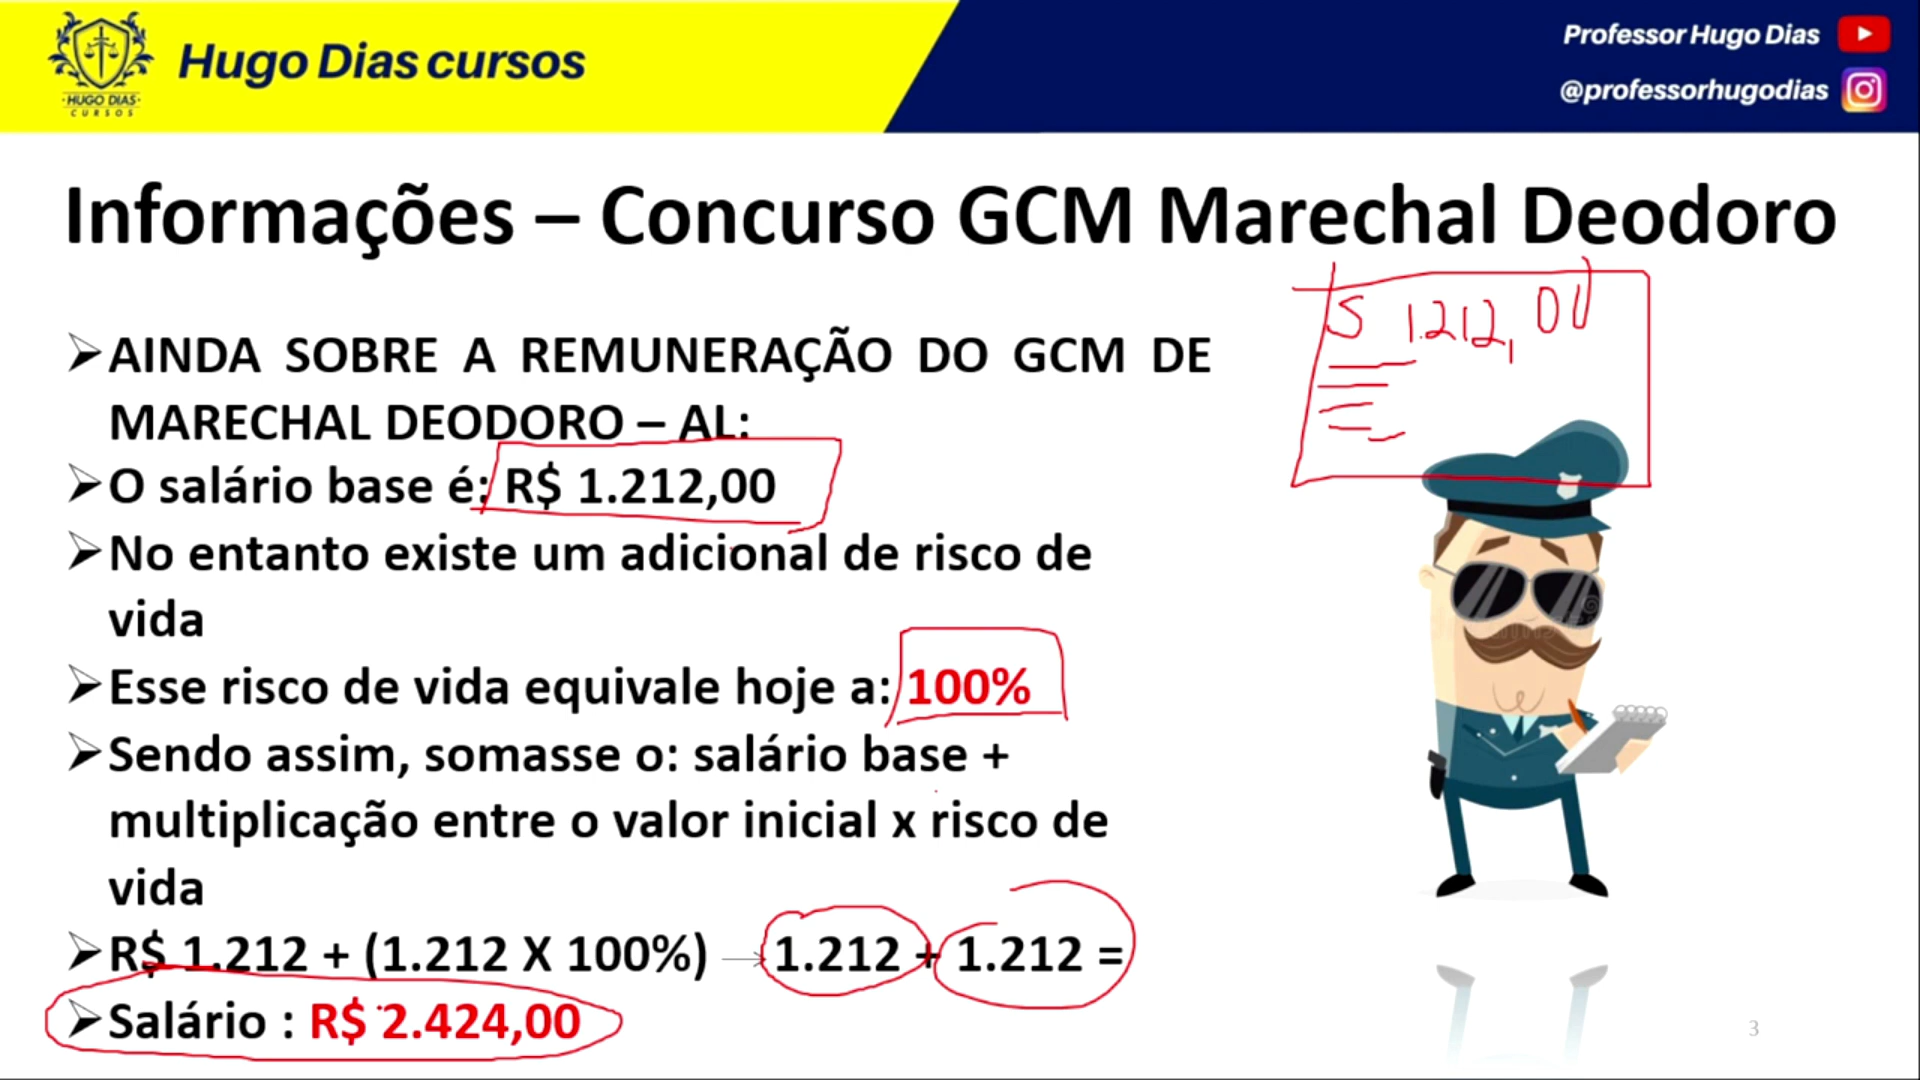 Hugo Dias cursos
HUGO DIAS
CURSOS
Professor Hugo Dias
@professorhugodias
Informações – Concurso GCM Marechal Deodoro
S 1.212,00
➢AINDA SOBRE A REMUNERAÇÃO DO GCM DE
MARECHAL DEODORO – AL:
➢O salário base é: R$ 1.212,00
➢No entanto existe um adicional de risco de
vida
➢Esse risco de vida equivale hoje a: 100%
➢Sendo assim, somasse o: salário base +
multiplicação entre o valor inicial x risco de
vida
➢R$ 1.212 + (1.212 X 100%) → 1.212 + 1.212 =
➢Salário : R$ 2.424,00
3